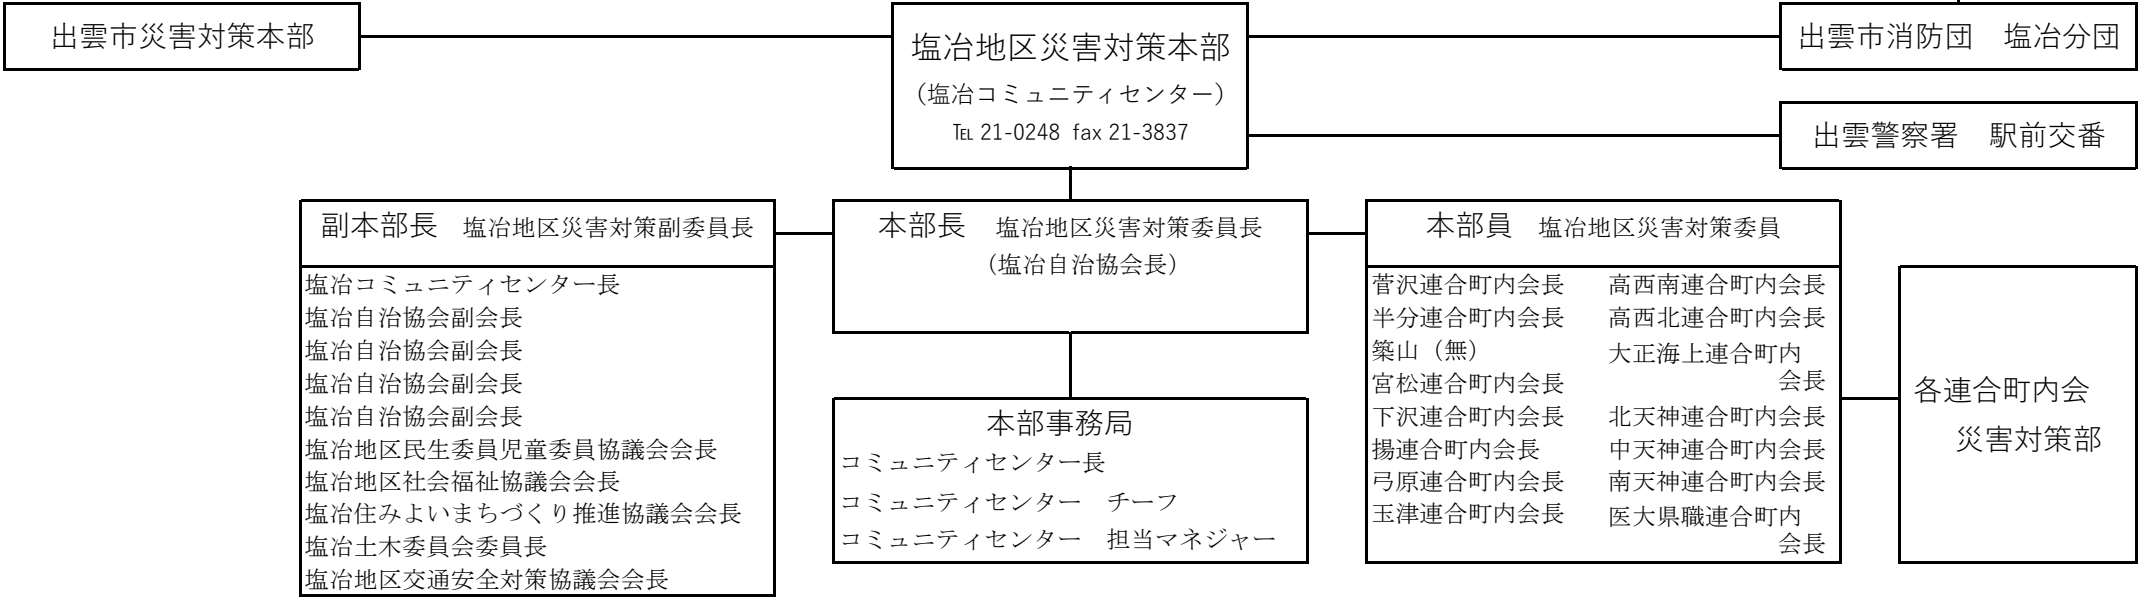 出雲市災害対策本部
塩冶地区災害対策本部
（塩冶コミュニティセンター）
℡ 21-0248 fax 21-3837
出雲市消防団　塩冶分団
出雲警察署　駅前交番
副本部長　塩冶地区災害対策副委員長
塩冶コミュニティセンター長
塩冶自治協会副会長
塩冶自治協会副会長
塩冶自治協会副会長
塩冶自治協会副会長
塩冶地区民生委員児童委員協議会会長
塩冶地区社会福祉協議会会長
塩冶住みよいまちづくり推進協議会会長
塩冶土木委員会委員長
塩冶地区交通安全対策協議会会長
本部長　塩冶地区災害対策委員長
（塩冶自治協会長）
本部事務局
コミュニティセンター長
コミュニティセンター　チーフ
コミュニティセンター　担当マネジャー
本部員　塩冶地区災害対策委員
菅沢連合町内会長
半分連合町内会長
築山（無）
宮松連合町内会長
下沢連合町内会長
揚連合町内会長
弓原連合町内会長
玉津連合町内会長
高西南連合町内会長
高西北連合町内会長
大正海上連合町内
会長
北天神連合町内会長
中天神連合町内会長
南天神連合町内会長
医大県職連合町内
会長
各連合町内会
災害対策部